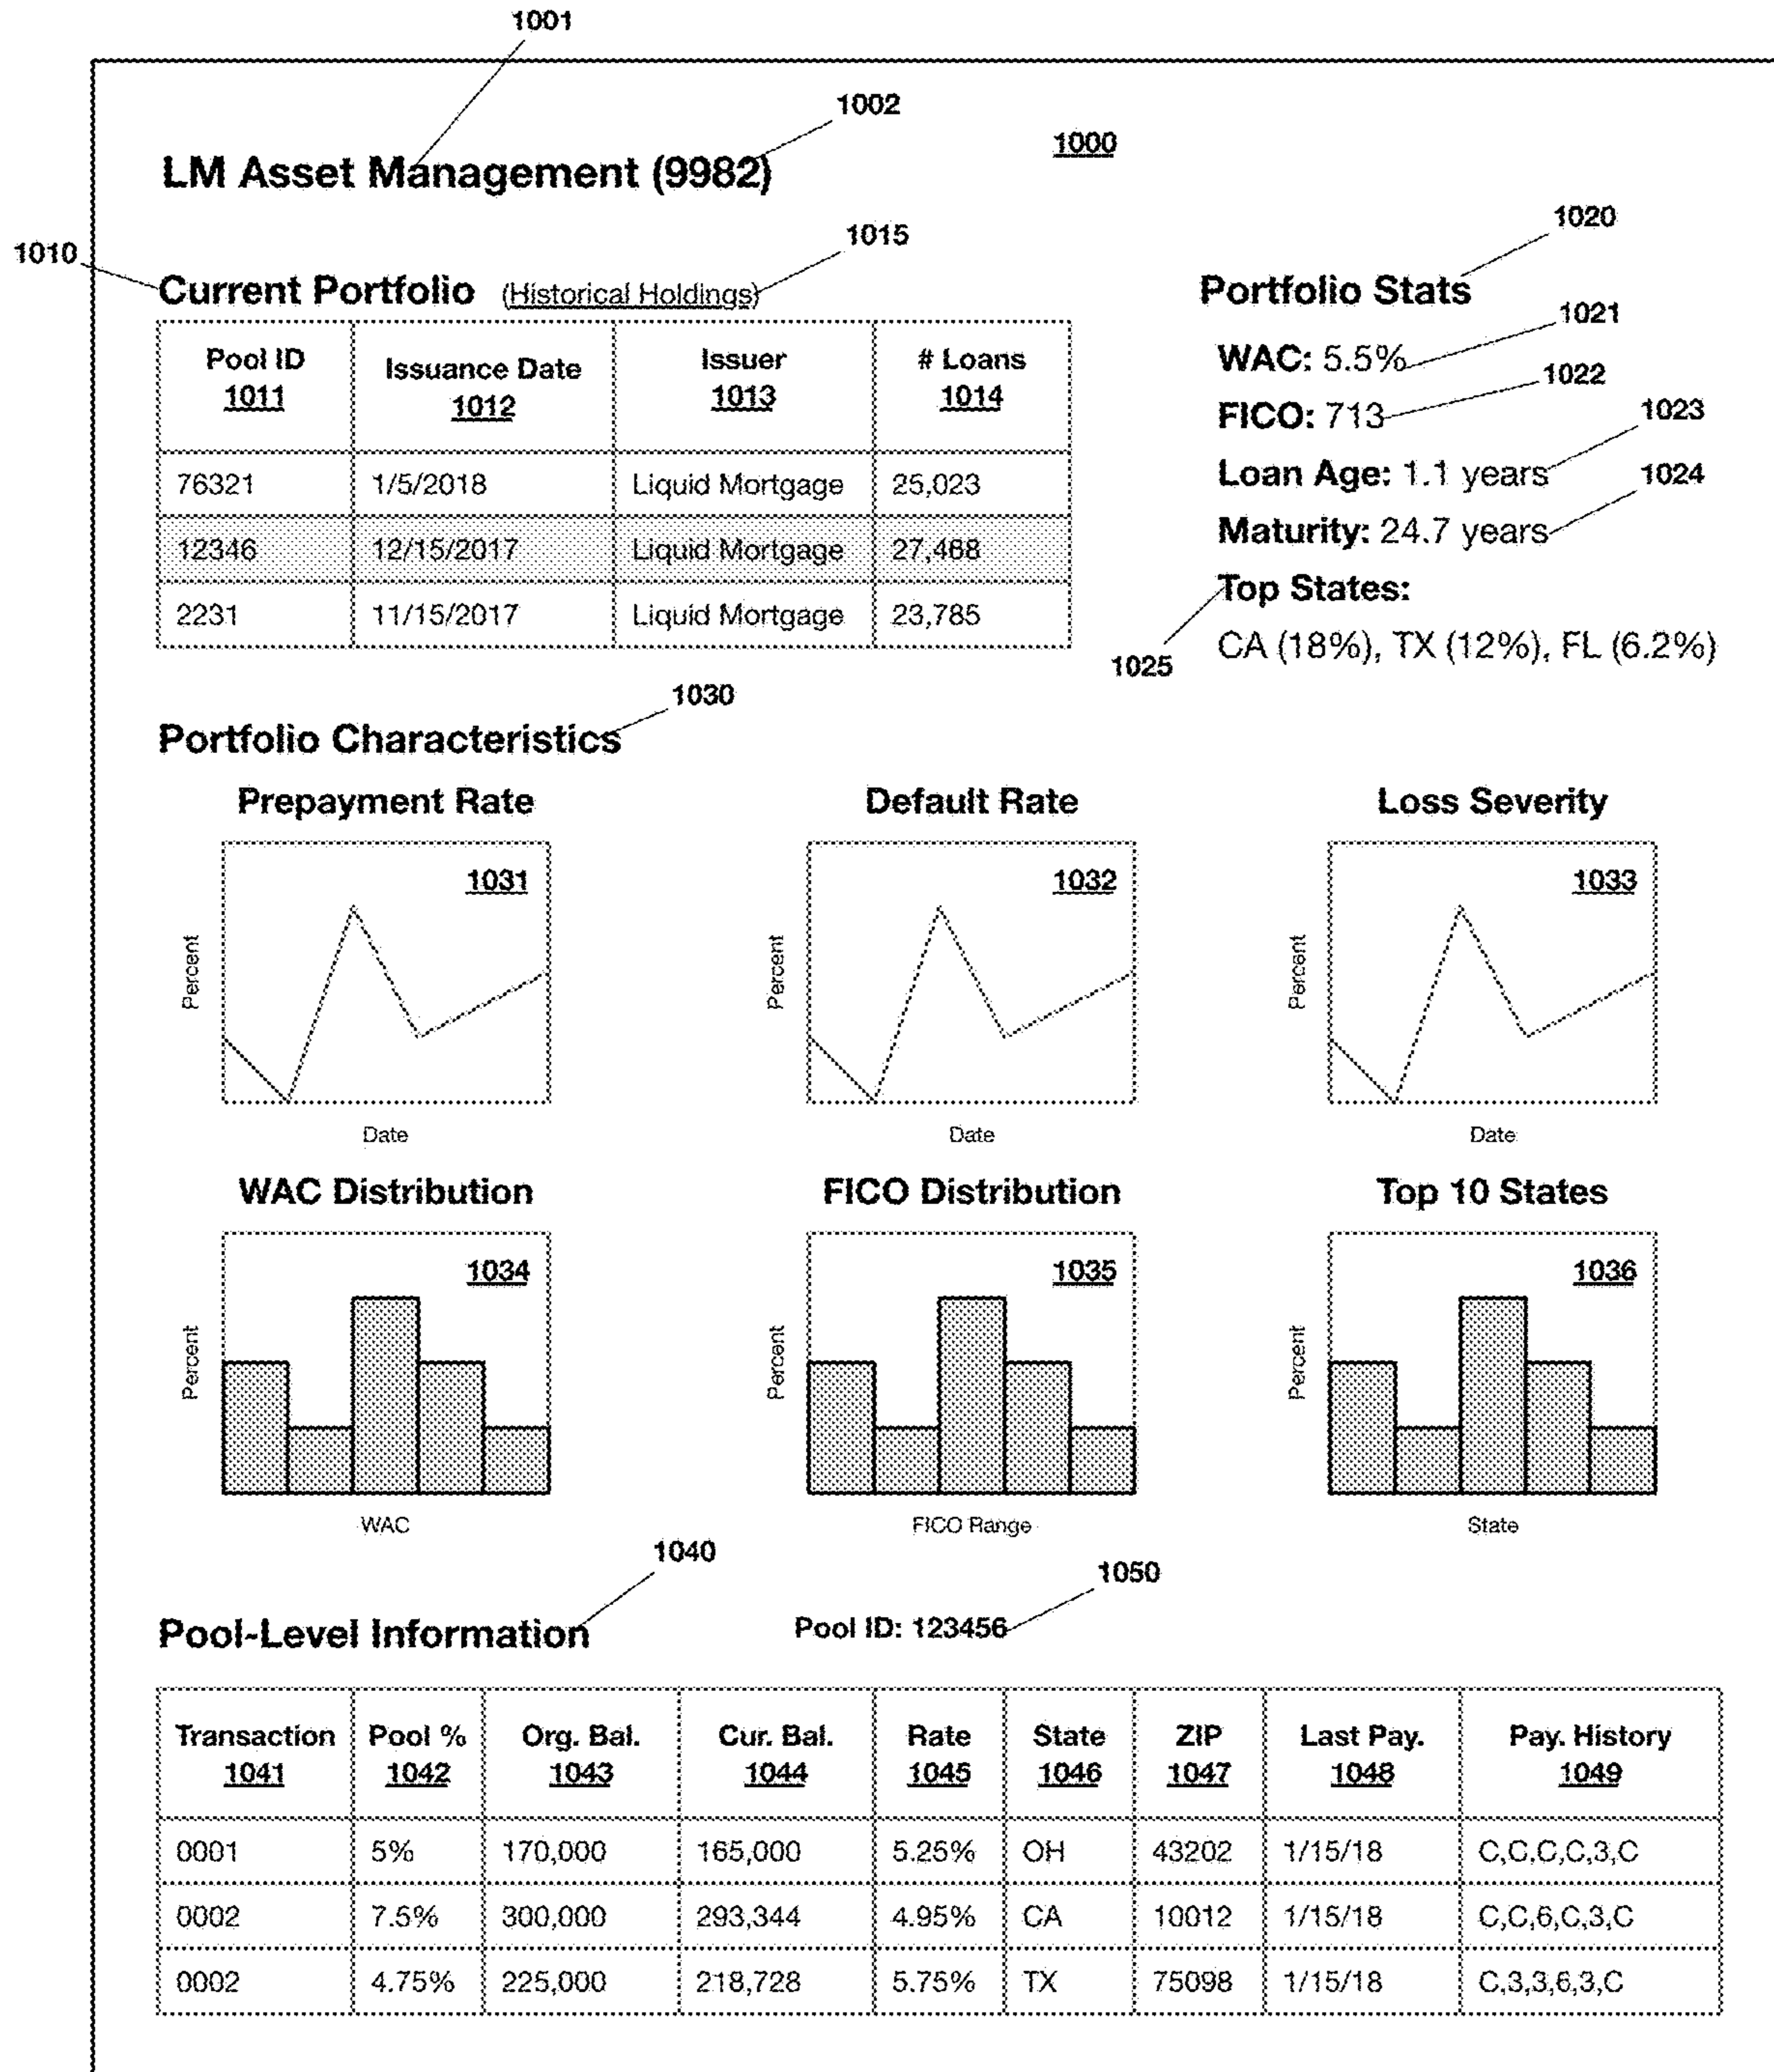 1001
1002
1000
LM Asset Management (9982)
1010
1015
1020
Current Portfolio (Historical Holdings)
Portfolio Stats
Pool ID Issuance Date Issuer # Loans
1011 1012 1013 1014
76321 1/5/2018 Liquid Mortgage 25,023
12346 12/15/2017 Liquid Mortgage 27,468
2231 11/15/2017 Liquid Mortgage 23,785
1021
WAC: 5.5%
1022
FICO: 713
1023
Loan Age: 1.1 years
1024
Maturity: 24.7 years
Top States:
1025
CA (18%), TX (12%), FL (6.2%)
1030
Portfolio Characteristics
Prepayment Rate Default Rate Loss Severity
1031 1032 1033
Percent Percent Percent
Date Date Date
WAC Distribution FICO Distribution Top 10 States
1034 1035 1036
Percent Percent Percent
WAC FICO Range State
1040
1050
Pool-Level Information Pool ID: 123456
Transaction Pool % Org. Bal. Cur. Bal. Rate State ZIP Last Pay. Pay. History
1041 1042 1043 1044 1045 1046 1047 1048 1049
0001 5% 170,000 165,000 5.25% OH 43202 1/15/18 C,C,C,C,3,C
0002 7.5% 300,000 293,344 4.95% CA 10012 1/15/18 C,C,6,C,3,C
0002 4.75% 225,000 218,728 5.75% TX 75098 1/15/18 C,3,3,6,3,C